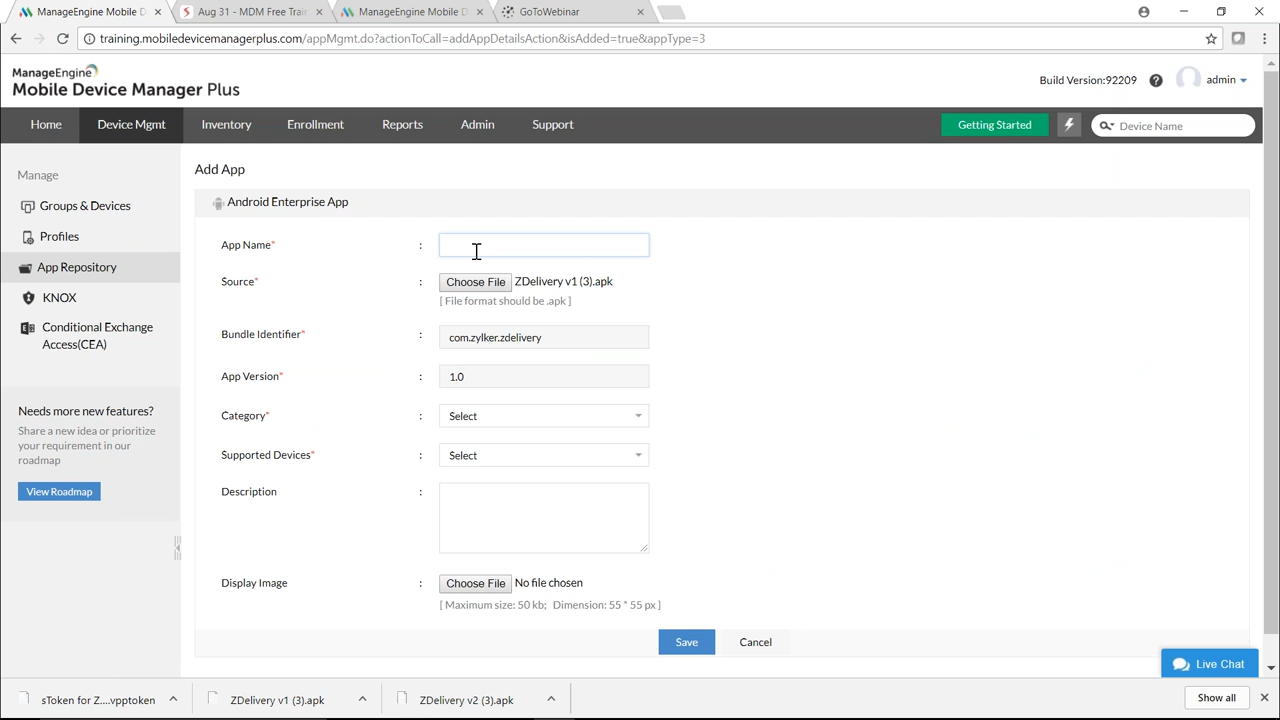 ManageEngine Mobile D
Aug 31 - MDM Free Train
ManageEngine Mobile D
GoToWebinar
training.mobiledevicemanagerplus.com/appMgmt.do?actionToCall=addAppDetailsAction&isAdded=true&appType=3
ManageEngine
Mobile Device Manager Plus
Build Version:92209
admin
Home
Device Mgmt
Inventory
Enrollment
Reports
Admin
Support
Getting Started
Device Name
Manage
Groups & Devices
Profiles
App Repository
KNOX
Conditional Exchange
Access(CEA)
Needs more new features?
Share a new idea or prioritize
your requirement in our
roadmap
View Roadmap
Add App
Android Enterprise App
App Name* :
Source* : Choose File ZDelivery v1 (3).apk
[ File format should be .apk ]
Bundle Identifier* : com.zylker.zdelivery
App Version* : 1.0
Category* : Select
Supported Devices* : Select
Description :
Display Image : Choose File No file chosen
[ Maximum size: 50 kb; Dimension: 55 * 55 px ]
Save
Cancel
Live Chat
sToken for Z....vpptoken
ZDelivery v1 (3).apk
ZDelivery v2 (3).apk
Show all